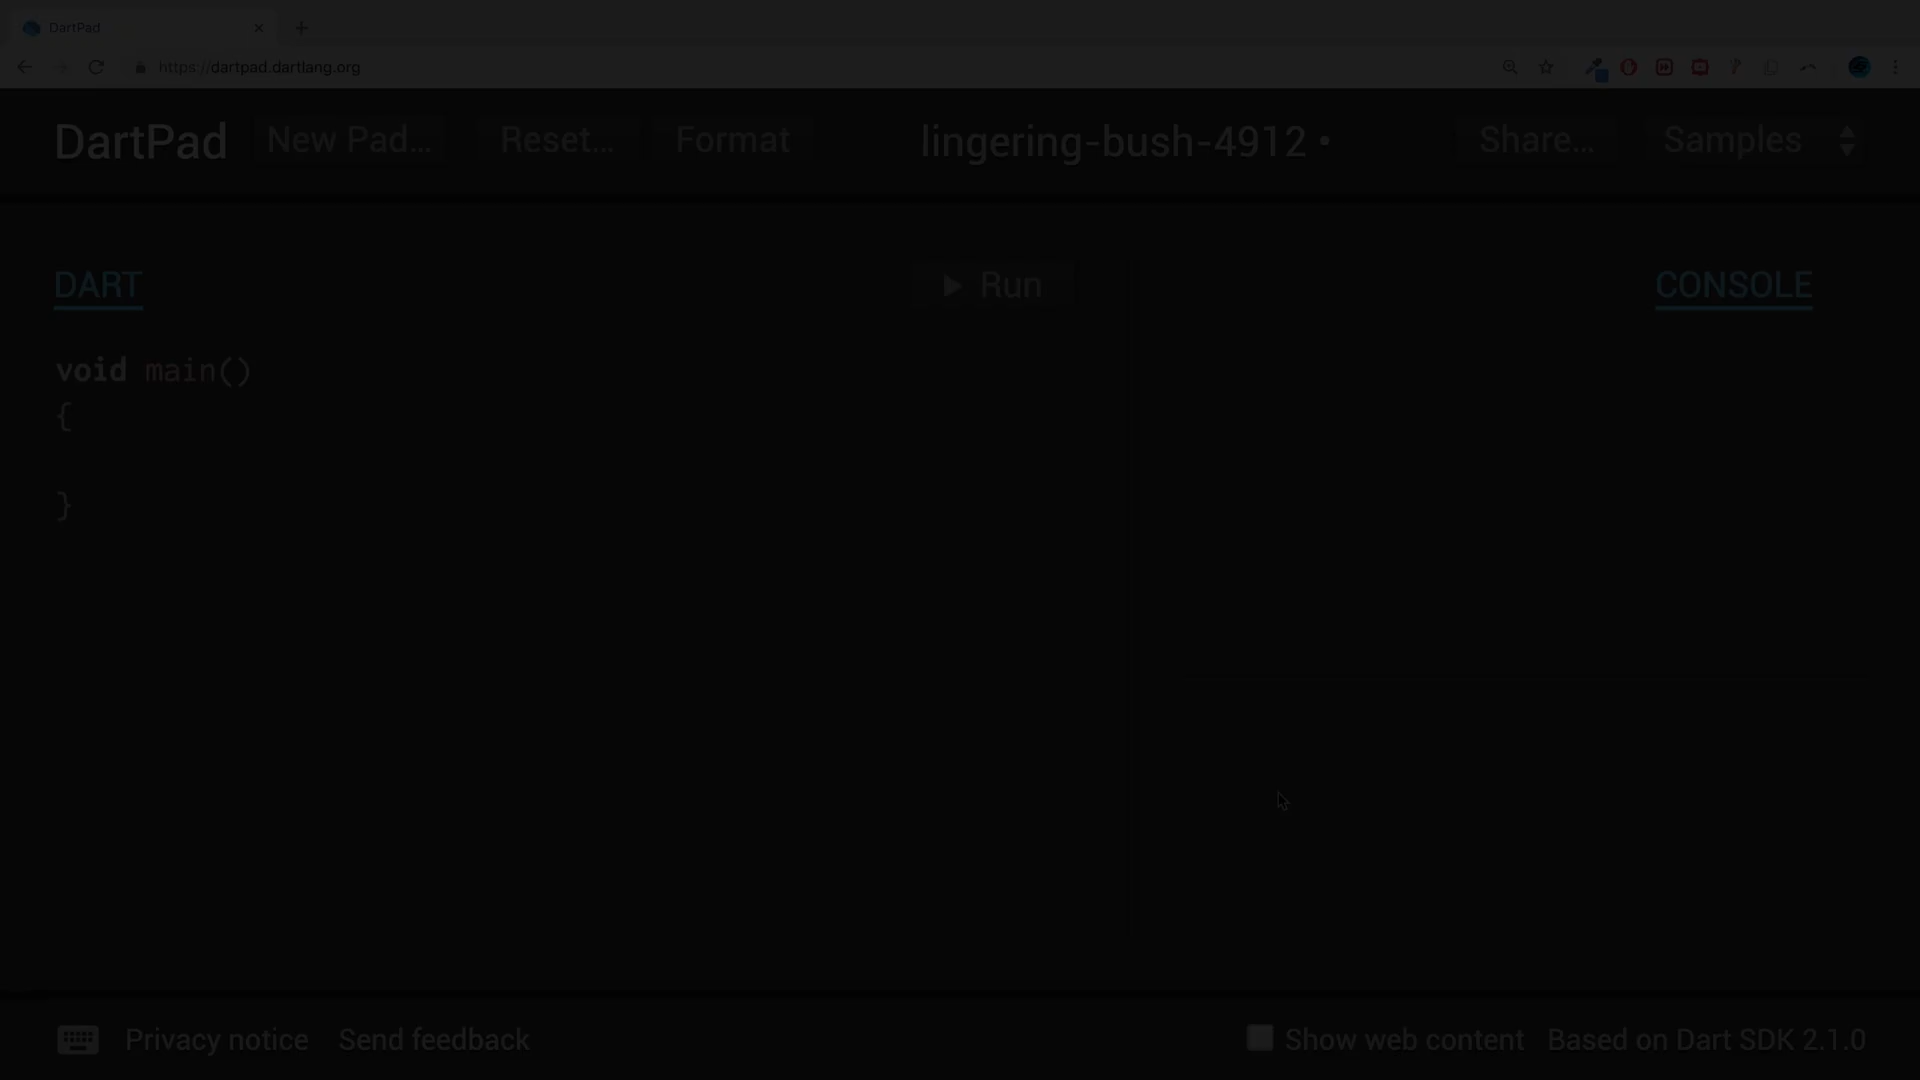 DartPad
https://dartpad.dartlang.org
DartPad New Pad... Reset... Format lingering-bush-4912 • Share... Samples
DART Run CONSOLE
void main()
{
}
Privacy notice Send feedback Show web content Based on Dart SDK 2.1.0